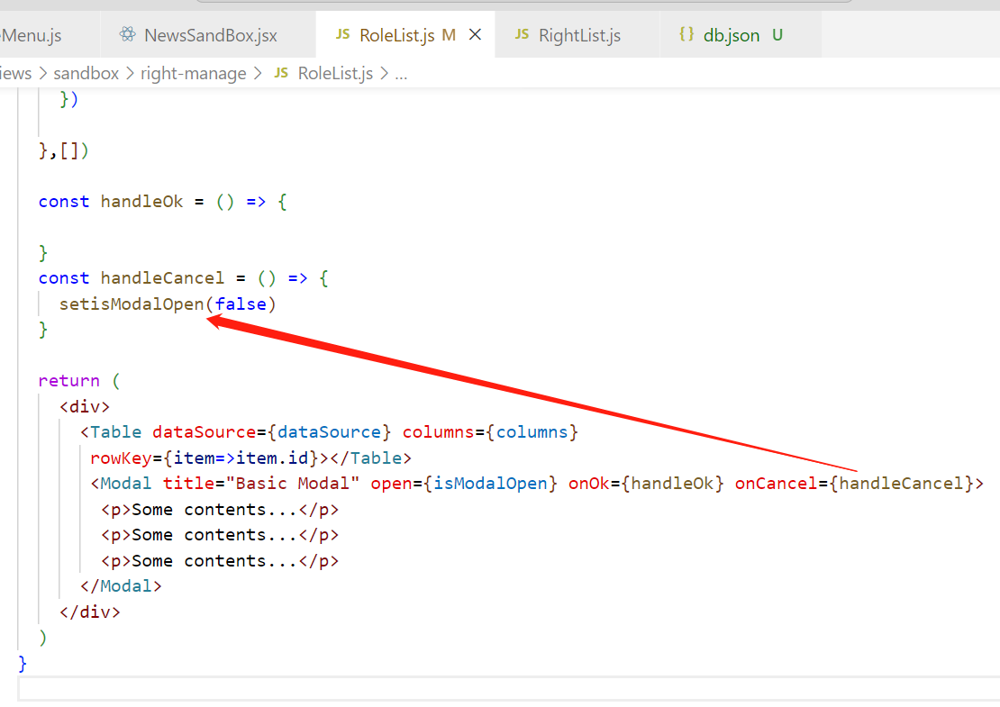 Menu.js NewsSandBox.jsx JS RoleList.js M JS RightList.js {} db.json U
iews > sandbox > right-manage > JS RoleList.js > ...
})
},[])
const handleOk = () => {
}
const handleCancel = () => {
setisModalOpen(false)
}
return (
<div>
<Table dataSource={dataSource} columns={columns}
rowKey={item=>item.id}></Table>
<Modal title="Basic Modal" open={isModalOpen} onOk={handleOk} onCancel={handleCancel}>
<p>Some contents...</p>
<p>Some contents...</p>
<p>Some contents...</p>
</Modal>
</div>
)
}